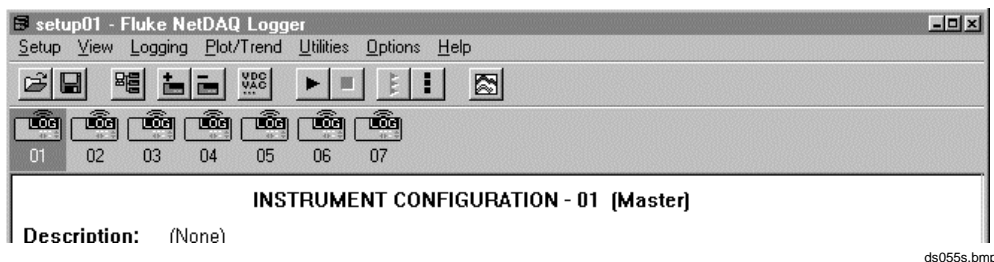 setup01 - Fluke NetDAQ Logger
Setup View Logging Plot/Trend Utilities Options Help
VDC
VAC
LOG LOG LOG LOG LOG LOG LOG
01 02 03 04 05 06 07
INSTRUMENT CONFIGURATION - 01 (Master)
Description: (None)
ds055s.bmp